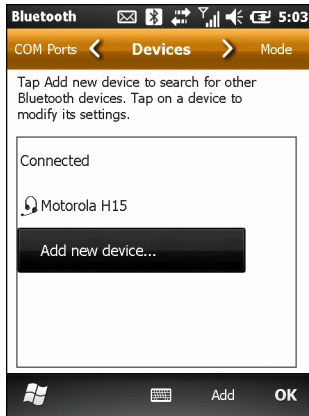 Bluetooth 5:03
COM Ports Devices Mode
Tap Add new device to search for other
Bluetooth devices. Tap on a device to
modify its settings.
Connected
Motorola H15
Add new device...
Add OK